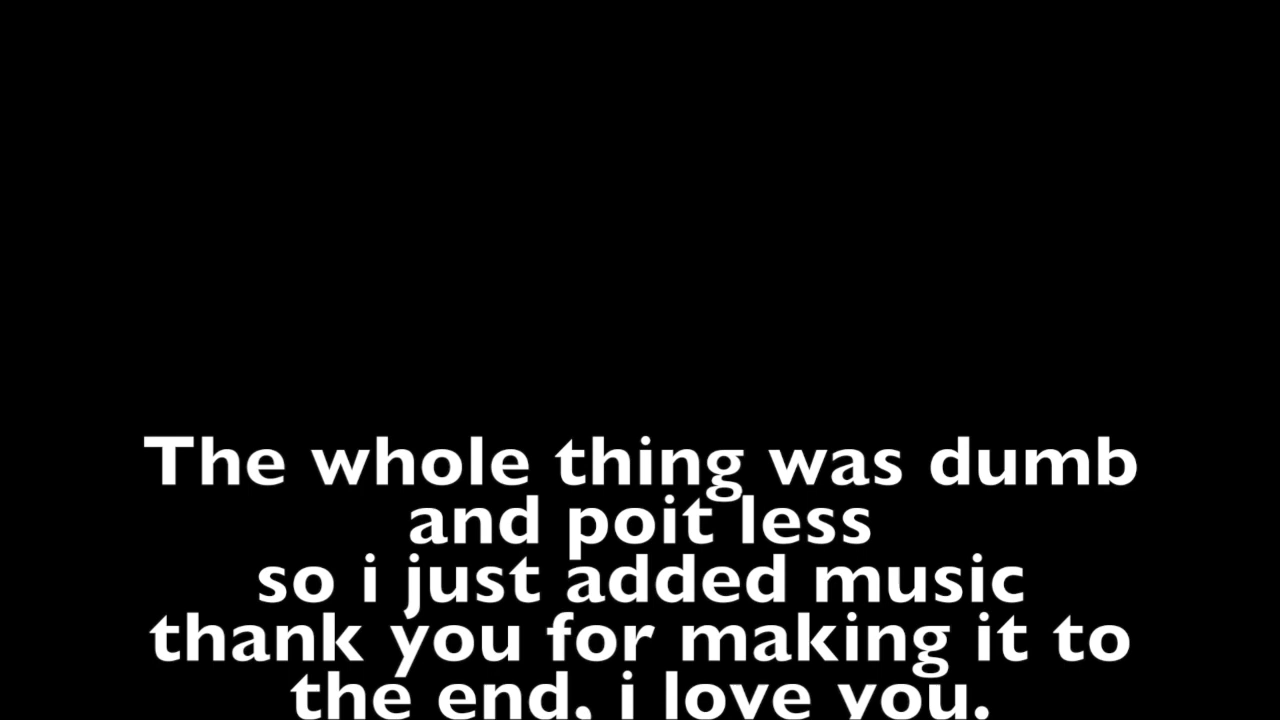 The whole thing was dumb
and poit less
so i just added music
thank you for making it to
the end, i love you.